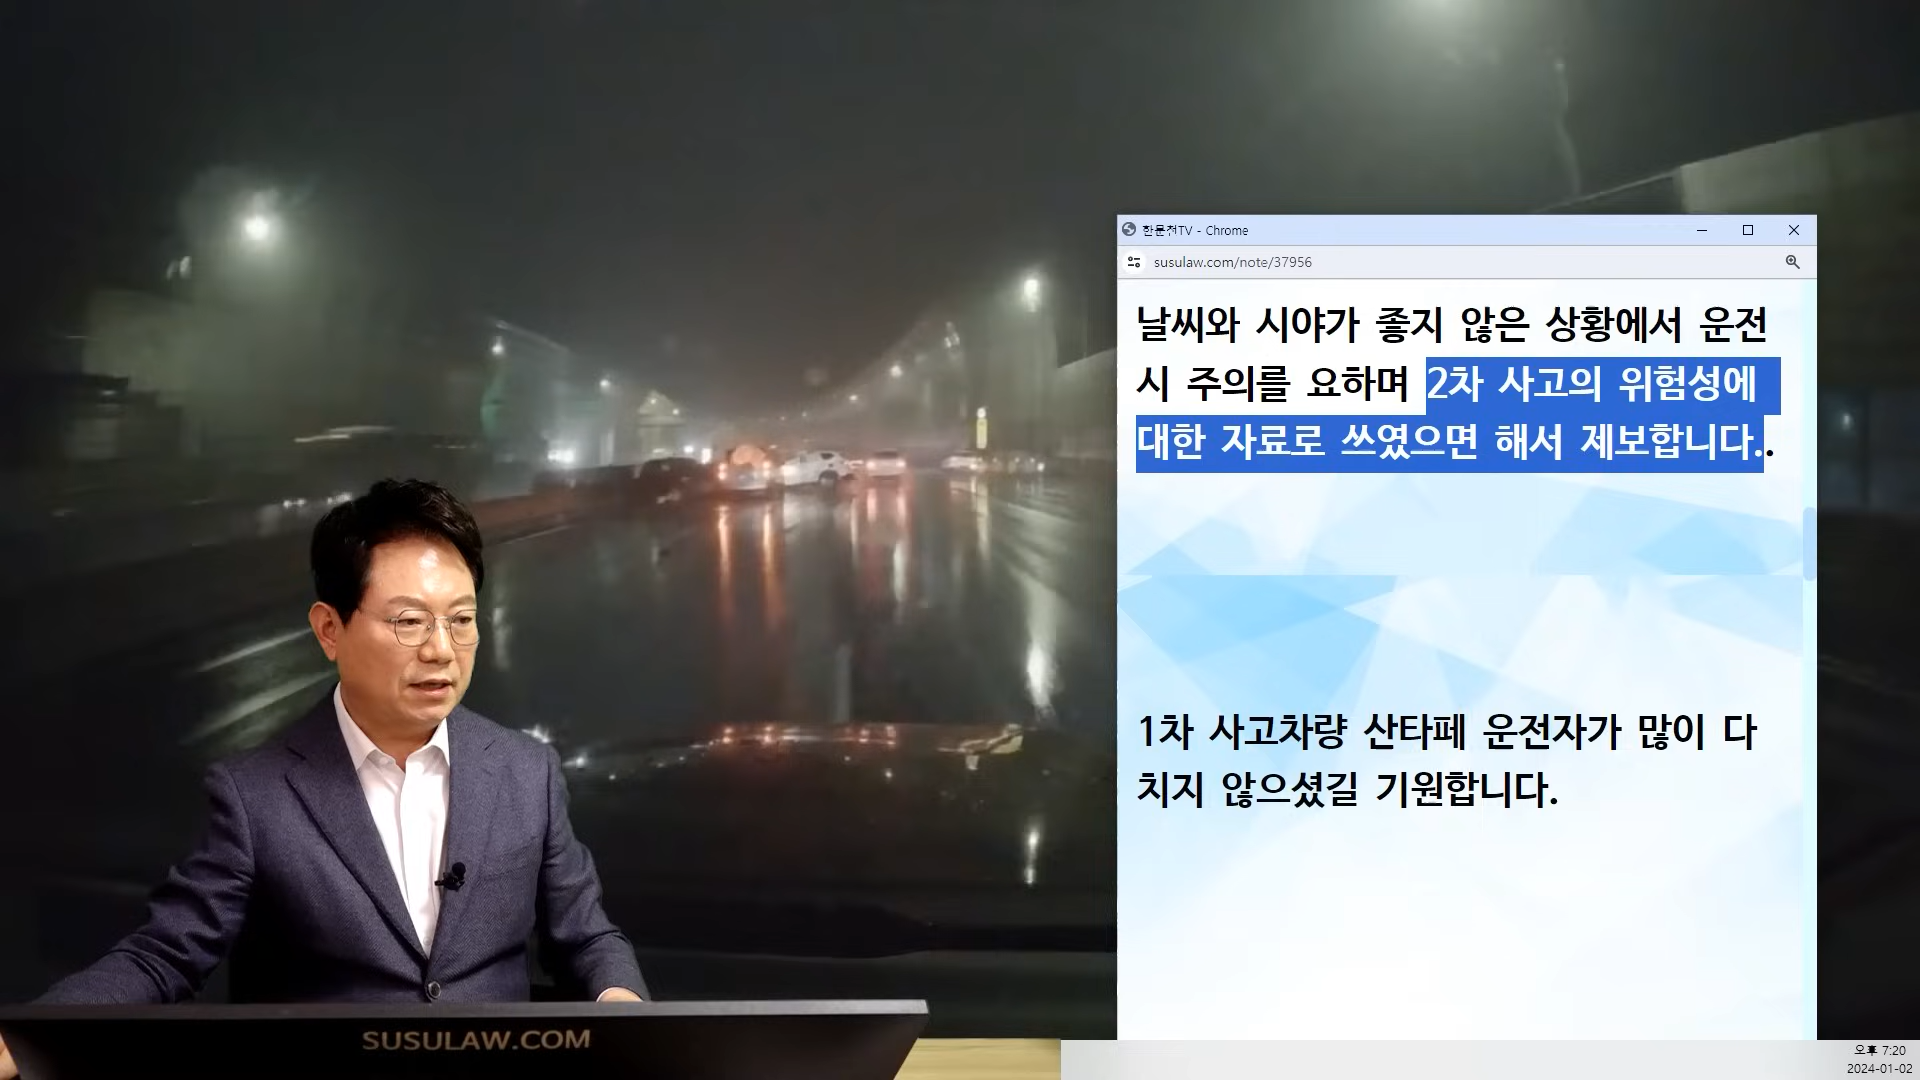 한문철TV - Chrome
susulaw.com/note/37956
날씨와 시야가 좋지 않은 상황에서 운전
시 주의를 요하며 2차 사고의 위험성에
대한 자료로 쓰였으면 해서 제보합니다..
1차 사고차량 산타페 운전자가 많이 다
치지 않으셨길 기원합니다.
SUSULAW.COM
오후 7:20
2024-01-02